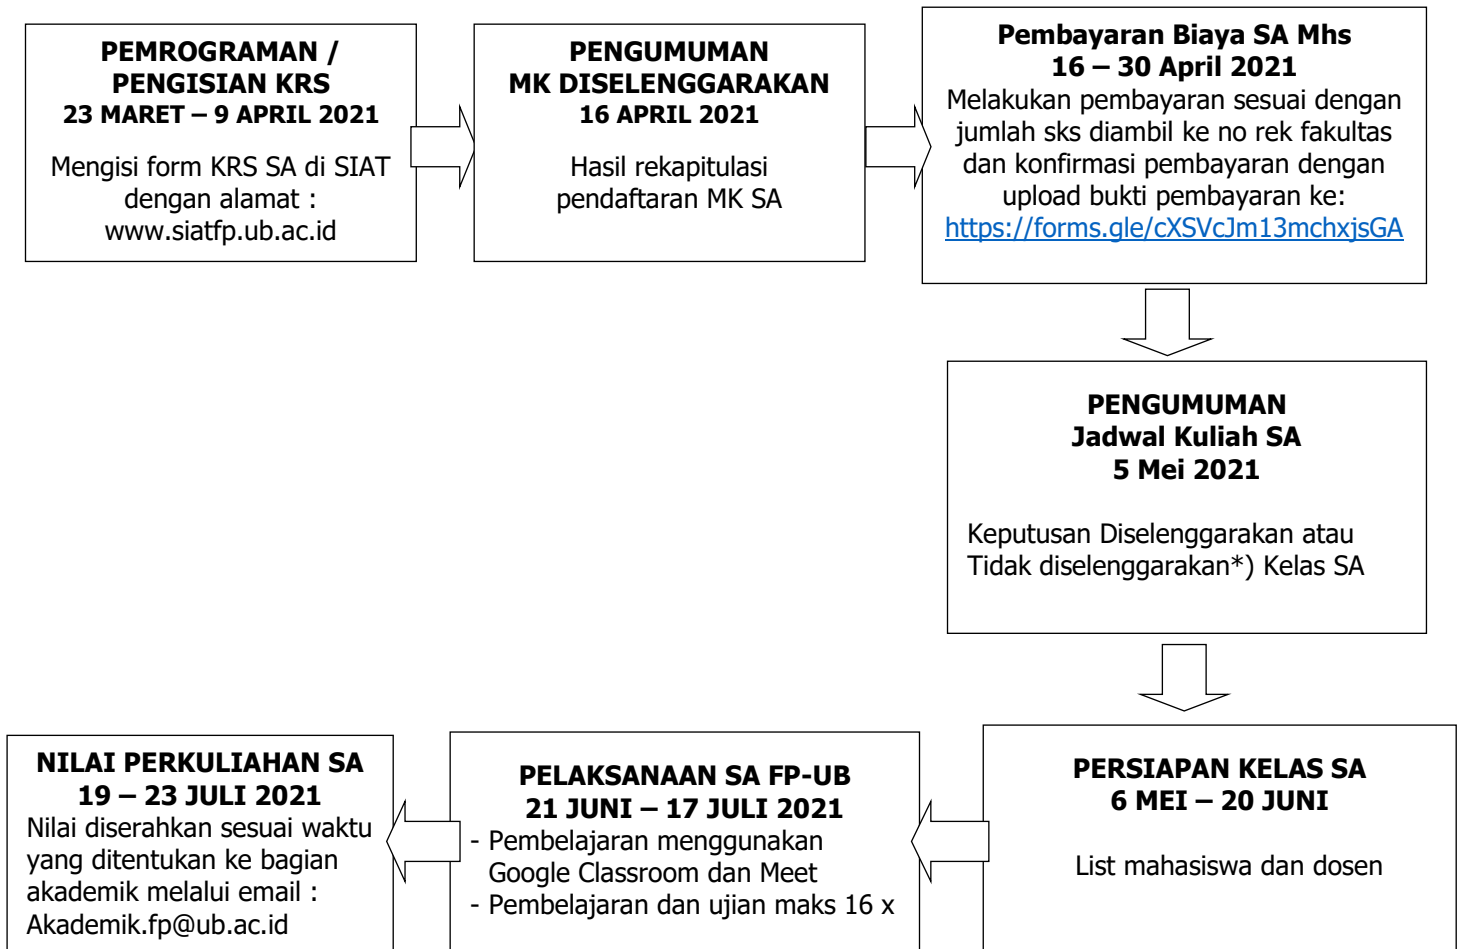 PEMROGRAMAN /
PENGISIAN KRS
23 MARET – 9 APRIL 2021
Mengisi form KRS SA di SIAT
dengan alamat :
www.siatfp.ub.ac.id
PENGUMUMAN
MK DISELENGGARAKAN
16 APRIL 2021
Hasil rekapitulasi
pendaftaran MK SA
Pembayaran Biaya SA Mhs
16 – 30 April 2021
Melakukan pembayaran sesuai dengan
jumlah sks diambil ke no rek fakultas
dan konfirmasi pembayaran dengan
upload bukti pembayaran ke:
https://forms.gle/cXSVcJm13mchxjsGA
PENGUMUMAN
Jadwal Kuliah SA
5 Mei 2021
Keputusan Diselenggarakan atau
Tidak diselenggarakan*) Kelas SA
PERSIAPAN KELAS SA
6 MEI – 20 JUNI
List mahasiswa dan dosen
PELAKSANAAN SA FP-UB
21 JUNI – 17 JULI 2021
- Pembelajaran menggunakan
Google Classroom dan Meet
- Pembelajaran dan ujian maks 16 x
NILAI PERKULIAHAN SA
19 – 23 JULI 2021
Nilai diserahkan sesuai waktu
yang ditentukan ke bagian
akademik melalui email :
Akademik.fp@ub.ac.id